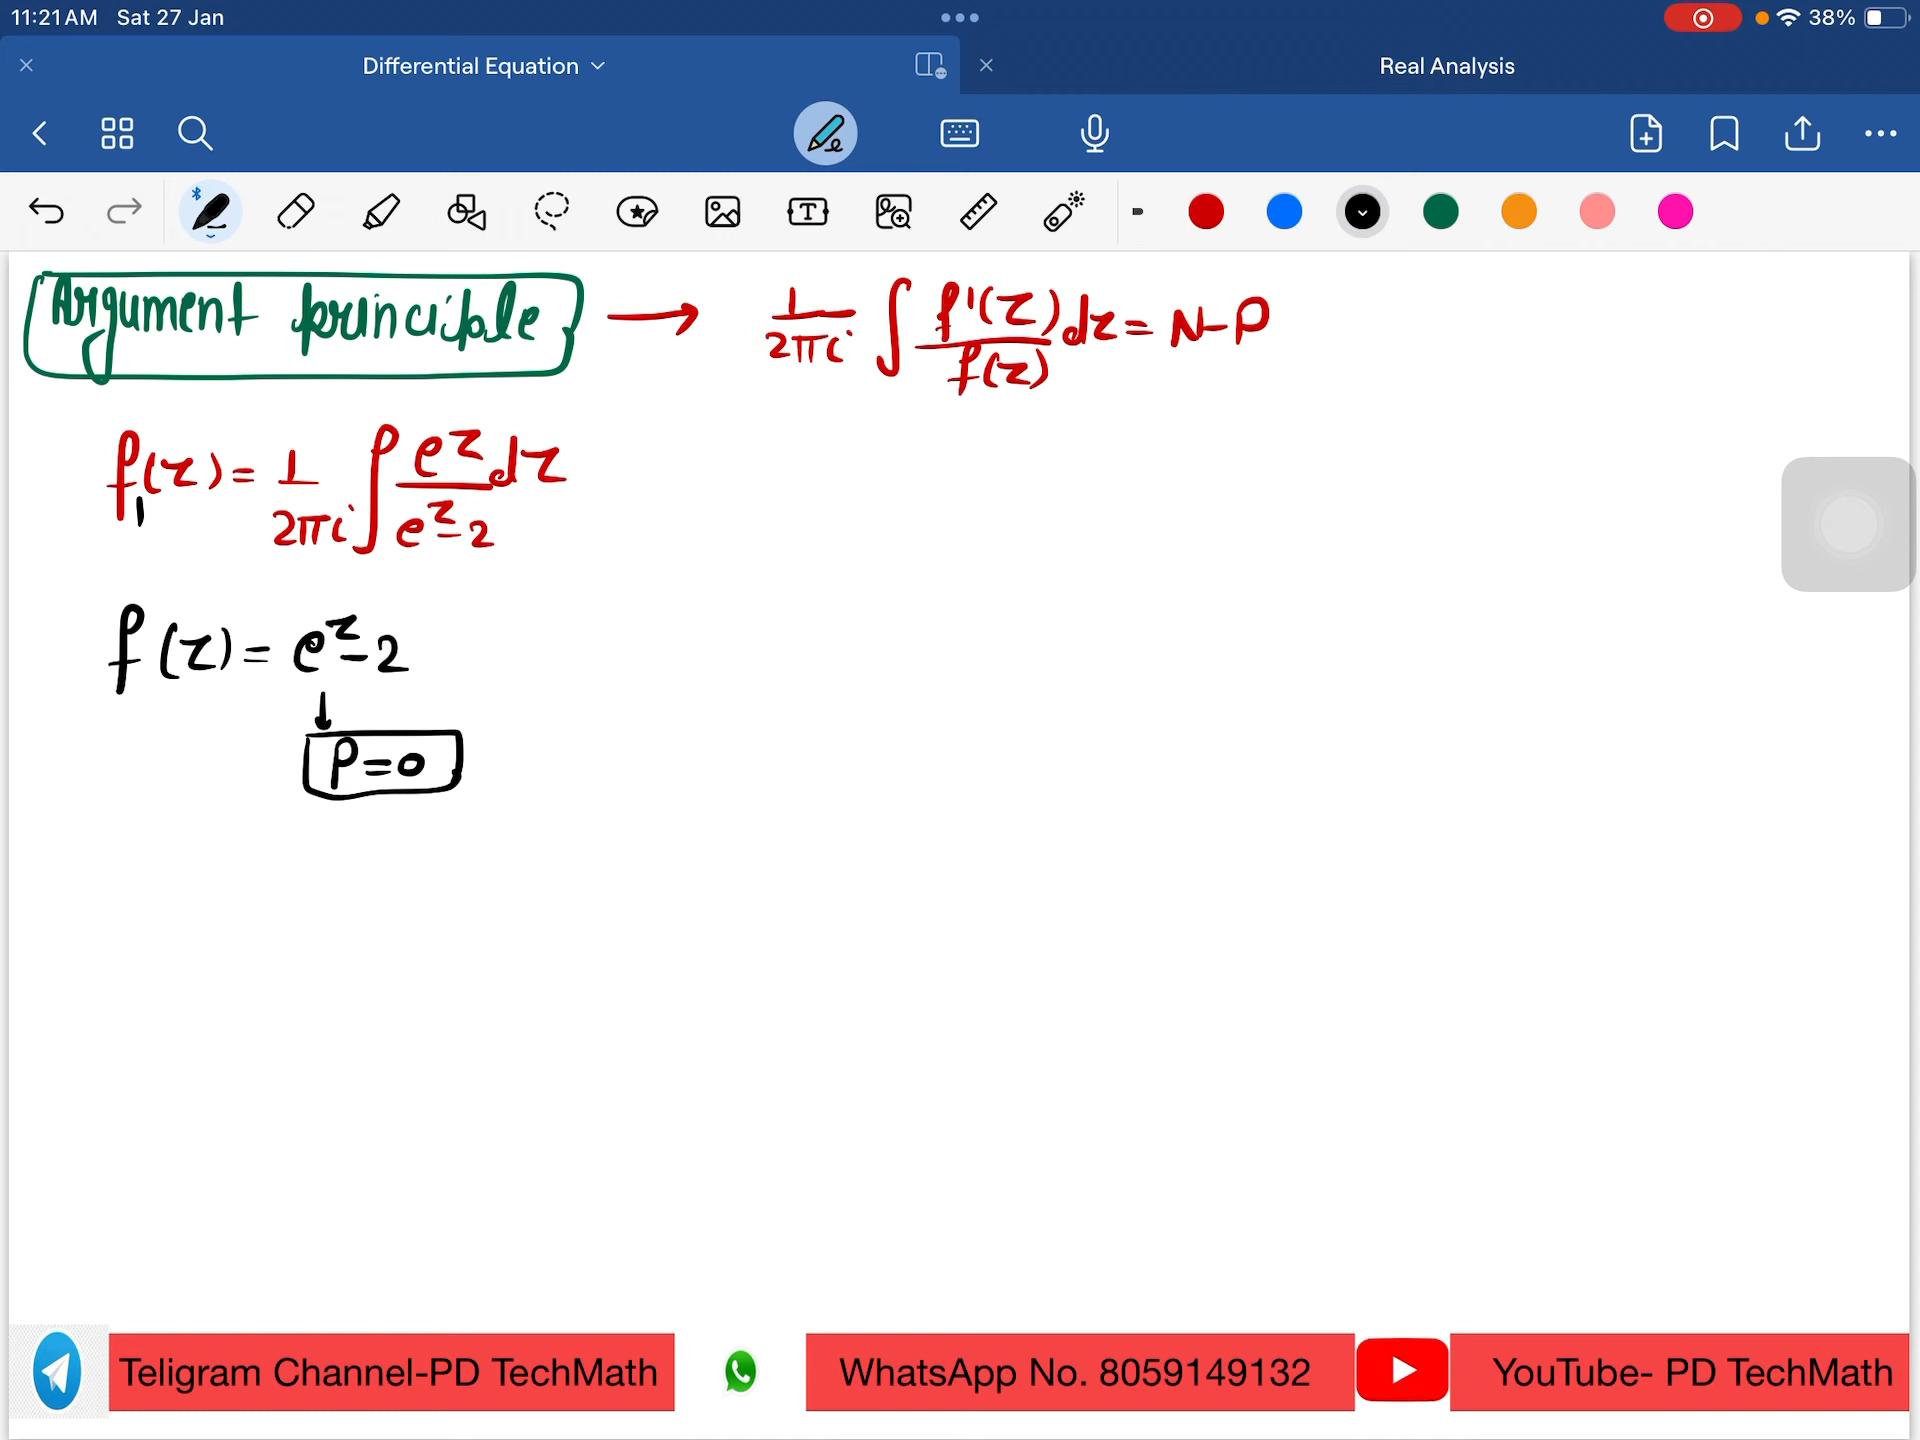 11:21 AM Sat 27 Jan
38%
Differential Equation
Real Analysis
Argument principle → 1/2πi ∫ f'(z)/f(z) dz = N-P
f₁(z) = 1/2πi ∫ e^z/e^z-2 dz
f(z) = e^z-2
↓
P=0
Teligram Channel-PD TechMath
WhatsApp No. 8059149132
YouTube- PD TechMath